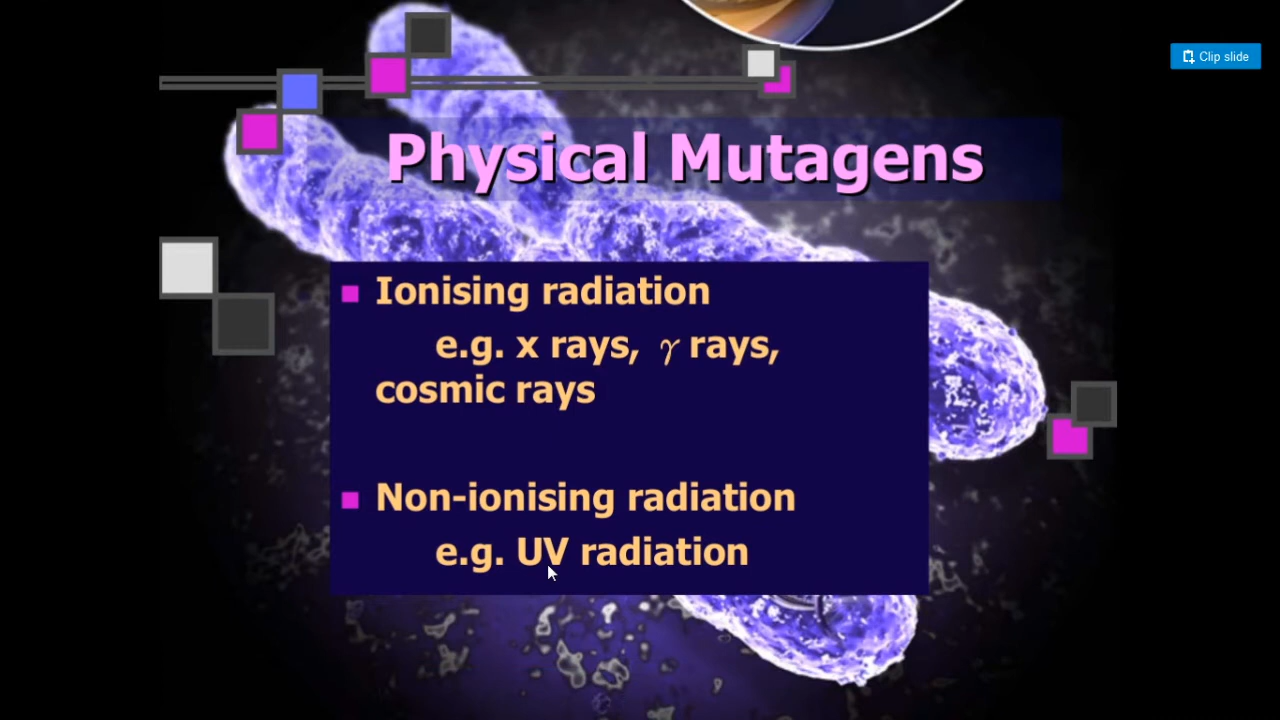 Clip slide
Physical Mutagens
Ionising radiation
e.g. x rays, γ rays,
cosmic rays
Non-ionising radiation
e.g. UV radiation